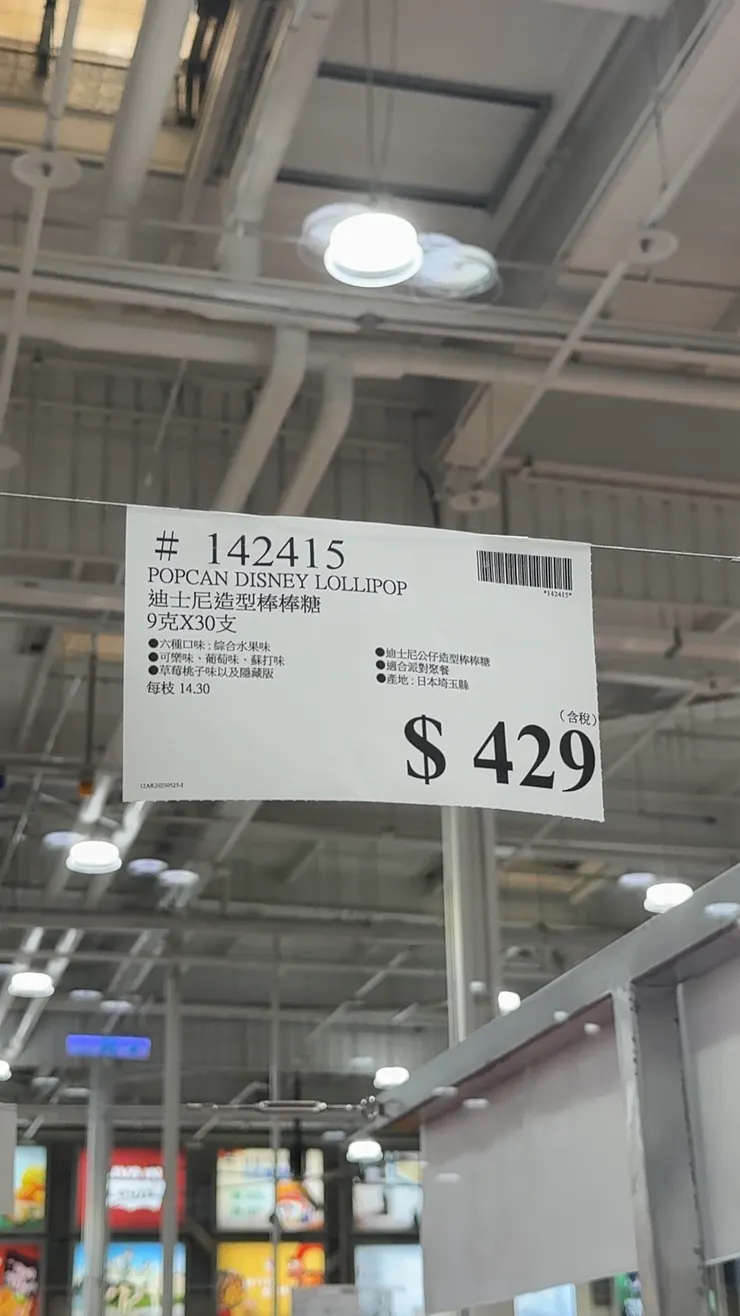 # 142415
POPCAN DISNEY LOLLIPOP
迪士尼造型棒棒糖
9克X30支
●六種口味 : 綜合水果味
●可樂味、葡萄味、蘇打味
●草莓桃子味以及隱藏版
每枝 14.30
*142415*
●迪士尼公仔造型棒棒糖
●適合派對聚餐
●產地 : 日本埼玉縣
(含稅)
$ 429